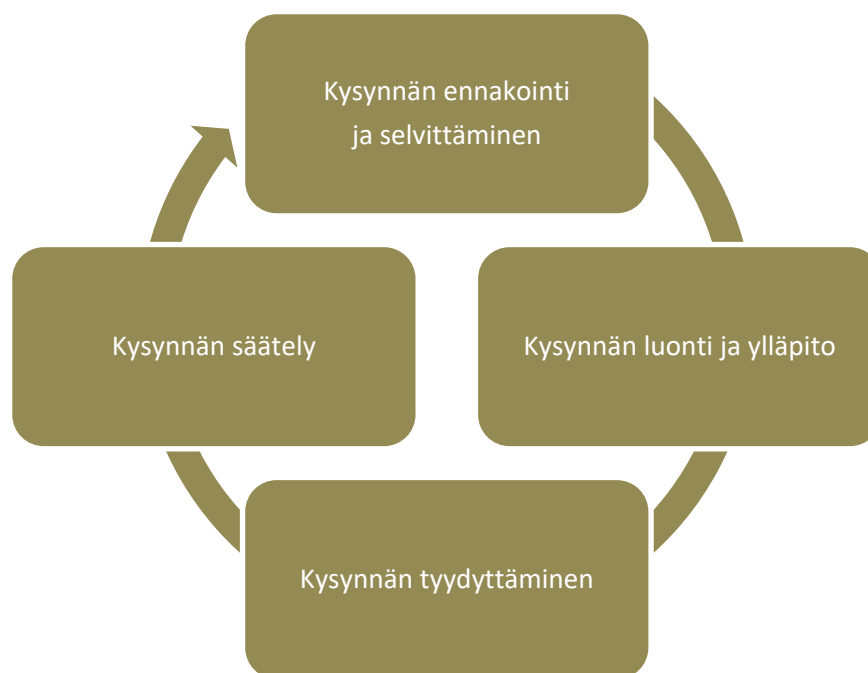 Kysynnän ennakointi
ja selvittäminen
Kysynnän luonti ja ylläpito
Kysynnän tyydyttäminen
Kysynnän säätely